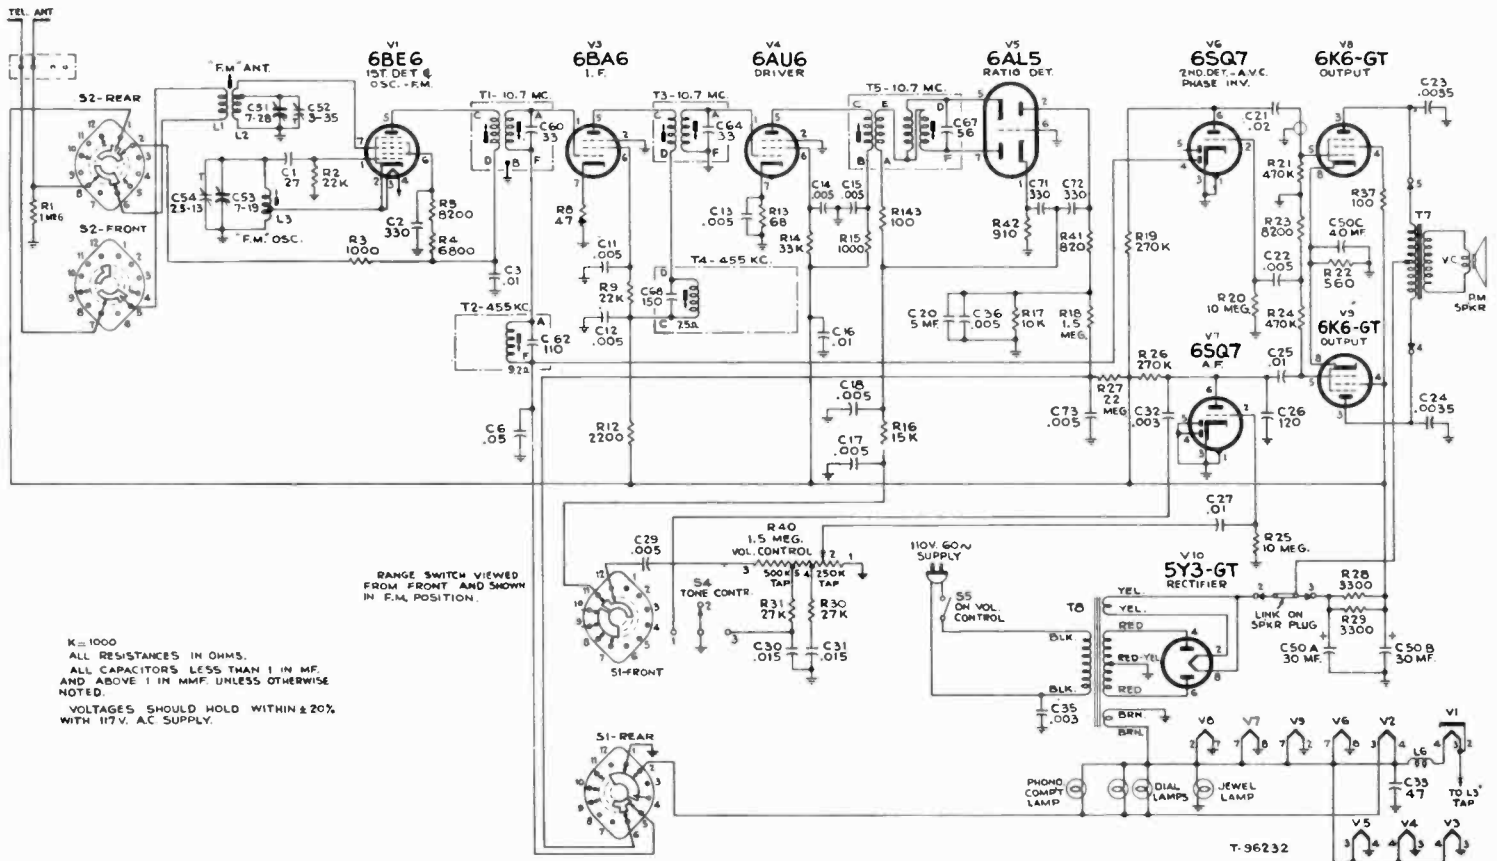 TEL. ANT
S2-REAR
R1
1 MEG
S2-FRONT
"F.M" ANT.
L1
L2
C51
7-28
C52
3-35
C54
2.5-13
C53
7-19
L3
"F.M." OSC.
C1
27
R2
22K
V1
6BE6
1ST. DET &
OSC.-F.M.
C2
330
R5
8200
R4
6800
R3
1000
T1-10.7 MC.
C60
33
C3
.01
T2-455 KC.
C62
110
9.2Ω
C6
.05
V3
6BA6
I.F.
R8
47
C11
.005
R9
22K
C12
.005
R12
2200
T3-10.7 MC.
C64
33
T4-455 KC.
C68
150
25Ω
V4
6AU6
DRIVER
C13
.005
R13
68
C14
.005
C15
.005
R14
33K
R15
1000
C16
.01
T5-10.7 MC.
C67
56
R143
100
C18
.005
C17
.005
R16
15K
V5
6AL5
RATIO DET.
C71
330
C72
330
R42
910
R41
820
C20
5 MF.
C36
.005
R17
10K
R18
1.5
MEG.
R19
270K
R27
22
MEG
R26
270K
C73
.005
C32
.003
V6
6SQ7
2ND. DET.-A.V.C.
PHASE INV.
C21
.02
R21
470K
R23
8200
C22
.005
R20
10 MEG.
R24
470K
V7
6SQ7
A.F.
C25
.01
C26
120
C27
.01
R25
10 MEG.
V8
6K6-GT
OUTPUT
R37
100
C50C
40 MF.
R22
560
V9
6K6-GT
OUTPUT
C23
.0035
C24
.0035
T7
V.C.
P.M
SPKR
RANGE SWITCH VIEWED
FROM FRONT AND SHOWN
IN F.M. POSITION.
C29
.005
R40
1.5 MEG.
VOL. CONTROL
3 500K 5 4 250K 2 1
TAP TAP
S4
TONE CONTR.
R31
27K
R30
27K
C30
.015
C31
.015
S1-FRONT
S1-REAR
110V. 60~
SUPPLY
S5
ON VOL.
CONTROL
BLK.
BLK.
C35
.003
T8
YEL.
YEL.
RED
RED-YEL
RED
BRN.
BRN.
V10
5Y3-GT
RECTIFIER
LINK ON
SPKR PLUG
R28
3300
R29
3300
C50A
30 MF.
C50B
30 MF.
K=1000
ALL RESISTANCES IN OHMS.
ALL CAPACITORS LESS THAN 1 IN MF.
AND ABOVE 1 IN MMF. UNLESS OTHERWISE
NOTED.
VOLTAGES SHOULD HOLD WITHIN ±20%
WITH 117V. A.C. SUPPLY.
PHONO
COMP'T
LAMP
DIAL
LAMPS
JEWEL
LAMP
V8 V7 V9 V6 V2 V1
L6
C33
47
TO L3
TAP
V5 V4 V3
T-96232